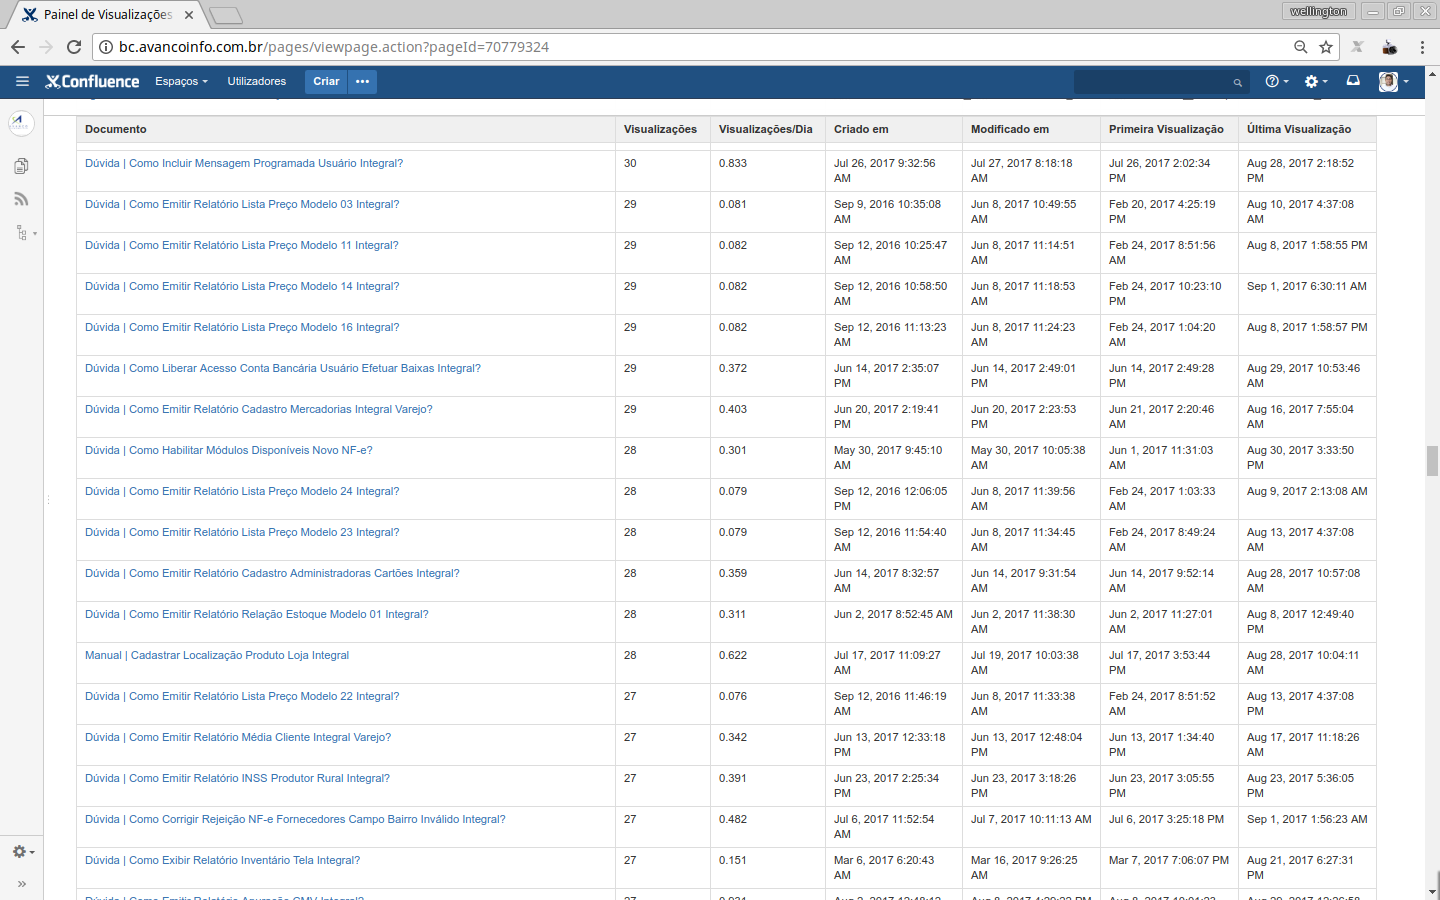 Painel de Visualizações
wellington
bc.avancoinfo.com.br/pages/viewpage.action?pageId=70779324
Confluence Espaços Utilizadores Criar •••
Documento Visualizações Visualizações/Dia Criado em Modificado em Primeira Visualização Última Visualização
Dúvida | Como Incluir Mensagem Programada Usuário Integral? 30 0.833 Jul 26, 2017 9:32:56 Jul 27, 2017 8:18:18 Jul 26, 2017 2:02:34 Aug 28, 2017 2:18:52
AM AM PM PM
Dúvida | Como Emitir Relatório Lista Preço Modelo 03 Integral? 29 0.081 Sep 9, 2016 10:35:08 Jun 8, 2017 10:49:55 Feb 20, 2017 4:25:19 Aug 10, 2017 4:37:08
AM AM PM AM
Dúvida | Como Emitir Relatório Lista Preço Modelo 11 Integral? 29 0.082 Sep 12, 2016 10:25:47 Jun 8, 2017 11:14:51 Feb 24, 2017 8:51:56 Aug 8, 2017 1:58:55 PM
AM AM AM
Dúvida | Como Emitir Relatório Lista Preço Modelo 14 Integral? 29 0.082 Sep 12, 2016 10:58:50 Jun 8, 2017 11:18:53 Feb 24, 2017 10:23:10 Sep 1, 2017 6:30:11 AM
AM AM PM
Dúvida | Como Emitir Relatório Lista Preço Modelo 16 Integral? 29 0.082 Sep 12, 2016 11:13:23 Jun 8, 2017 11:24:23 Feb 24, 2017 1:04:20 Aug 8, 2017 1:58:57 PM
AM AM AM
Dúvida | Como Liberar Acesso Conta Bancária Usuário Efetuar Baixas Integral? 29 0.372 Jun 14, 2017 2:35:07 Jun 14, 2017 2:49:01 Jun 14, 2017 2:49:28 Aug 29, 2017 10:53:46
PM PM PM AM
Dúvida | Como Emitir Relatório Cadastro Mercadorias Integral Varejo? 29 0.403 Jun 20, 2017 2:19:41 Jun 20, 2017 2:23:53 Jun 21, 2017 2:20:46 Aug 16, 2017 7:55:04
PM PM AM AM
Dúvida | Como Habilitar Módulos Disponíveis Novo NF-e? 28 0.301 May 30, 2017 9:45:10 May 30, 2017 10:05:38 Jun 1, 2017 11:31:03 Aug 30, 2017 3:33:50
AM AM AM PM
Dúvida | Como Emitir Relatório Lista Preço Modelo 24 Integral? 28 0.079 Sep 12, 2016 12:06:05 Jun 8, 2017 11:39:56 Feb 24, 2017 1:03:33 Aug 9, 2017 2:13:08 AM
PM AM AM
Dúvida | Como Emitir Relatório Lista Preço Modelo 23 Integral? 28 0.079 Sep 12, 2016 11:54:40 Jun 8, 2017 11:34:45 Feb 24, 2017 8:49:24 Aug 13, 2017 4:37:08
AM AM AM AM
Dúvida | Como Emitir Relatório Cadastro Administradoras Cartões Integral? 28 0.359 Jun 14, 2017 8:32:57 Jun 14, 2017 9:31:54 Jun 14, 2017 9:52:14 Aug 28, 2017 10:57:08
AM AM AM AM
Dúvida | Como Emitir Relatório Relação Estoque Modelo 01 Integral? 28 0.311 Jun 2, 2017 8:52:45 AM Jun 2, 2017 11:38:30 Jun 2, 2017 11:27:01 Aug 8, 2017 12:49:40
AM AM PM
Manual | Cadastrar Localização Produto Loja Integral 28 0.622 Jul 17, 2017 11:09:27 Jul 19, 2017 10:03:38 Jul 17, 2017 3:53:44 Aug 28, 2017 10:04:11
AM AM PM AM
Dúvida | Como Emitir Relatório Lista Preço Modelo 22 Integral? 27 0.076 Sep 12, 2016 11:46:19 Jun 8, 2017 11:33:38 Feb 24, 2017 8:51:52 Aug 13, 2017 4:37:08
AM AM AM PM
Dúvida | Como Emitir Relatório Média Cliente Integral Varejo? 27 0.342 Jun 13, 2017 12:33:18 Jun 13, 2017 12:48:04 Jun 13, 2017 1:34:40 Aug 17, 2017 11:18:26
PM PM PM AM
Dúvida | Como Emitir Relatório INSS Produtor Rural Integral? 27 0.391 Jun 23, 2017 2:25:34 Jun 23, 2017 3:18:26 Jun 23, 2017 3:05:55 Aug 23, 2017 5:36:05
PM PM PM PM
Dúvida | Como Corrigir Rejeição NF-e Fornecedores Campo Bairro Inválido Integral? 27 0.482 Jul 6, 2017 11:52:54 Jul 7, 2017 10:11:13 AM Jul 6, 2017 3:25:18 PM Sep 1, 2017 1:56:23 AM
AM
Dúvida | Como Exibir Relatório Inventário Tela Integral? 27 0.151 Mar 6, 2017 6:20:43 Mar 16, 2017 9:26:25 Mar 7, 2017 7:06:07 PM Aug 21, 2017 6:27:31
AM AM PM